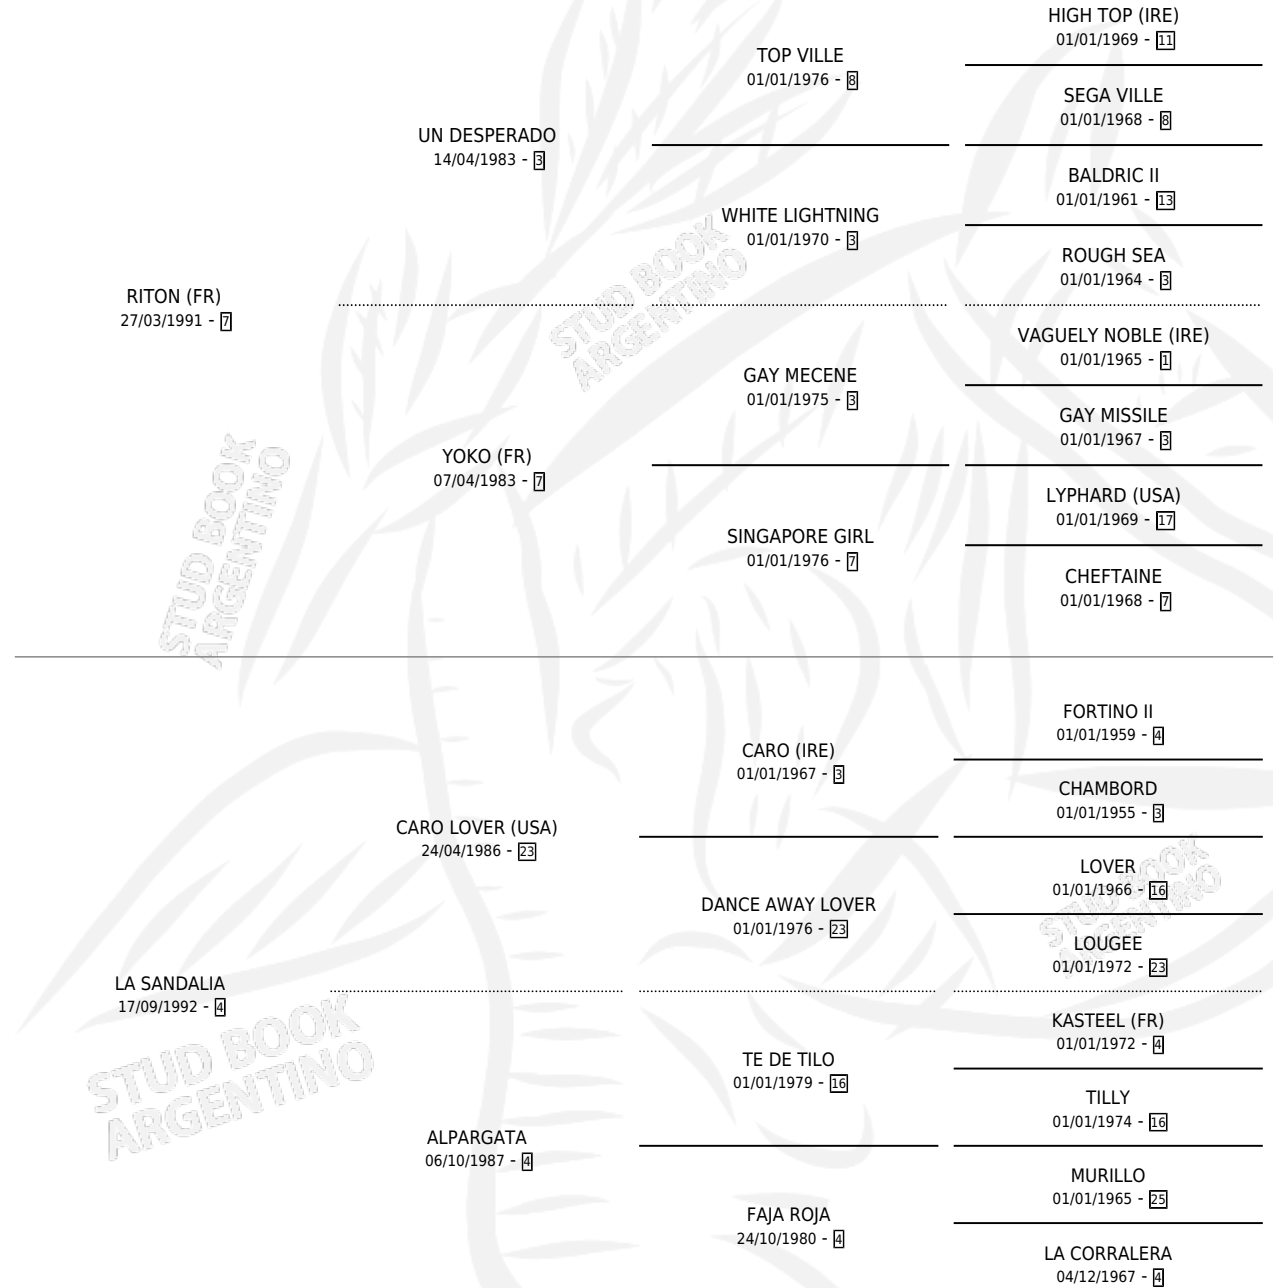 HIGH TOP (IRE)
01/01/1969 - 11
TOP VILLE
01/01/1976 - 8
SEGA VILLE
01/01/1968 - 8
UN DESPERADO
14/04/1983 - 3
BALDRIC II
01/01/1961 - 13
WHITE LIGHTNING
01/01/1970 - 3
ROUGH SEA
01/01/1964 - 3
RITON (FR)
27/03/1991 - 7
VAGUELY NOBLE (IRE)
01/01/1965 - 1
GAY MECENE
01/01/1975 - 3
GAY MISSILE
01/01/1967 - 3
YOKO (FR)
07/04/1983 - 7
LYPHARD (USA)
01/01/1969 - 17
SINGAPORE GIRL
01/01/1976 - 7
CHEFTAINE
01/01/1968 - 7
FORTINO II
01/01/1959 - 4
CARO (IRE)
01/01/1967 - 3
CHAMBORD
01/01/1955 - 3
CARO LOVER (USA)
24/04/1986 - 23
LOVER
01/01/1966 - 16
DANCE AWAY LOVER
01/01/1976 - 23
LOUGEE
01/01/1972 - 23
LA SANDALIA
17/09/1992 - 4
KASTEEL (FR)
01/01/1972 - 4
TE DE TILO
01/01/1979 - 16
TILLY
01/01/1974 - 16
ALPARGATA
06/10/1987 - 4
MURILLO
01/01/1965 - 25
FAJA ROJA
24/10/1980 - 4
LA CORRALERA
04/12/1967 - 4
STUD BOOK
ARGENTINO
STUD BOOK
ARGENTINO
STUD BOOK
ARGENTINO
STUD BOOK
ARGENTINO